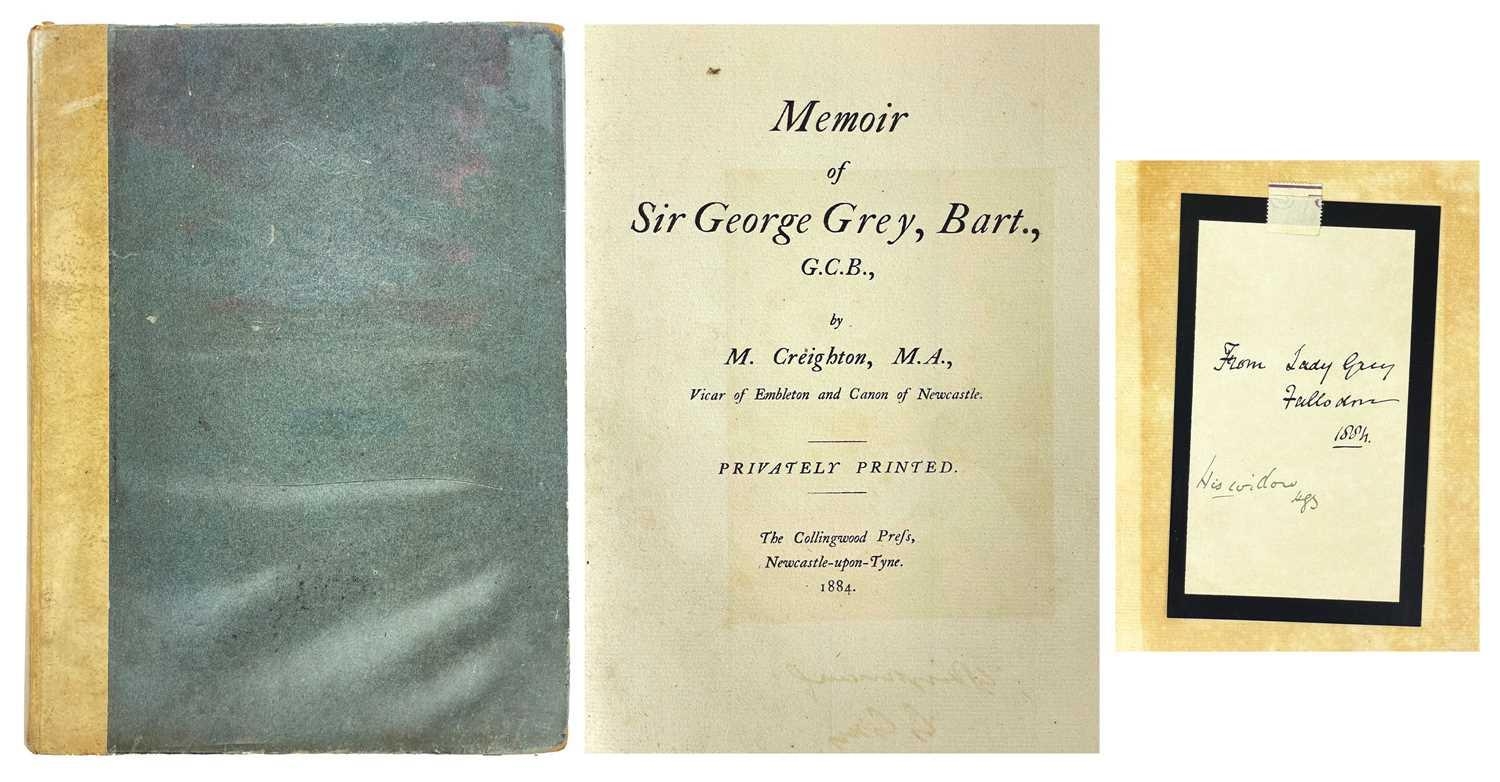 Memoir
of
Sir George Grey, Bart.,
G.C.B.,
by
M. Creighton, M.A.,
Vicar of Embleton and Canon of Newcastle.
PRIVATELY PRINTED.
The Collingwood Preſs,
Newcastle-upon-Tyne.
1884.
From Lady Grey
Fallodon
1884.
His widow